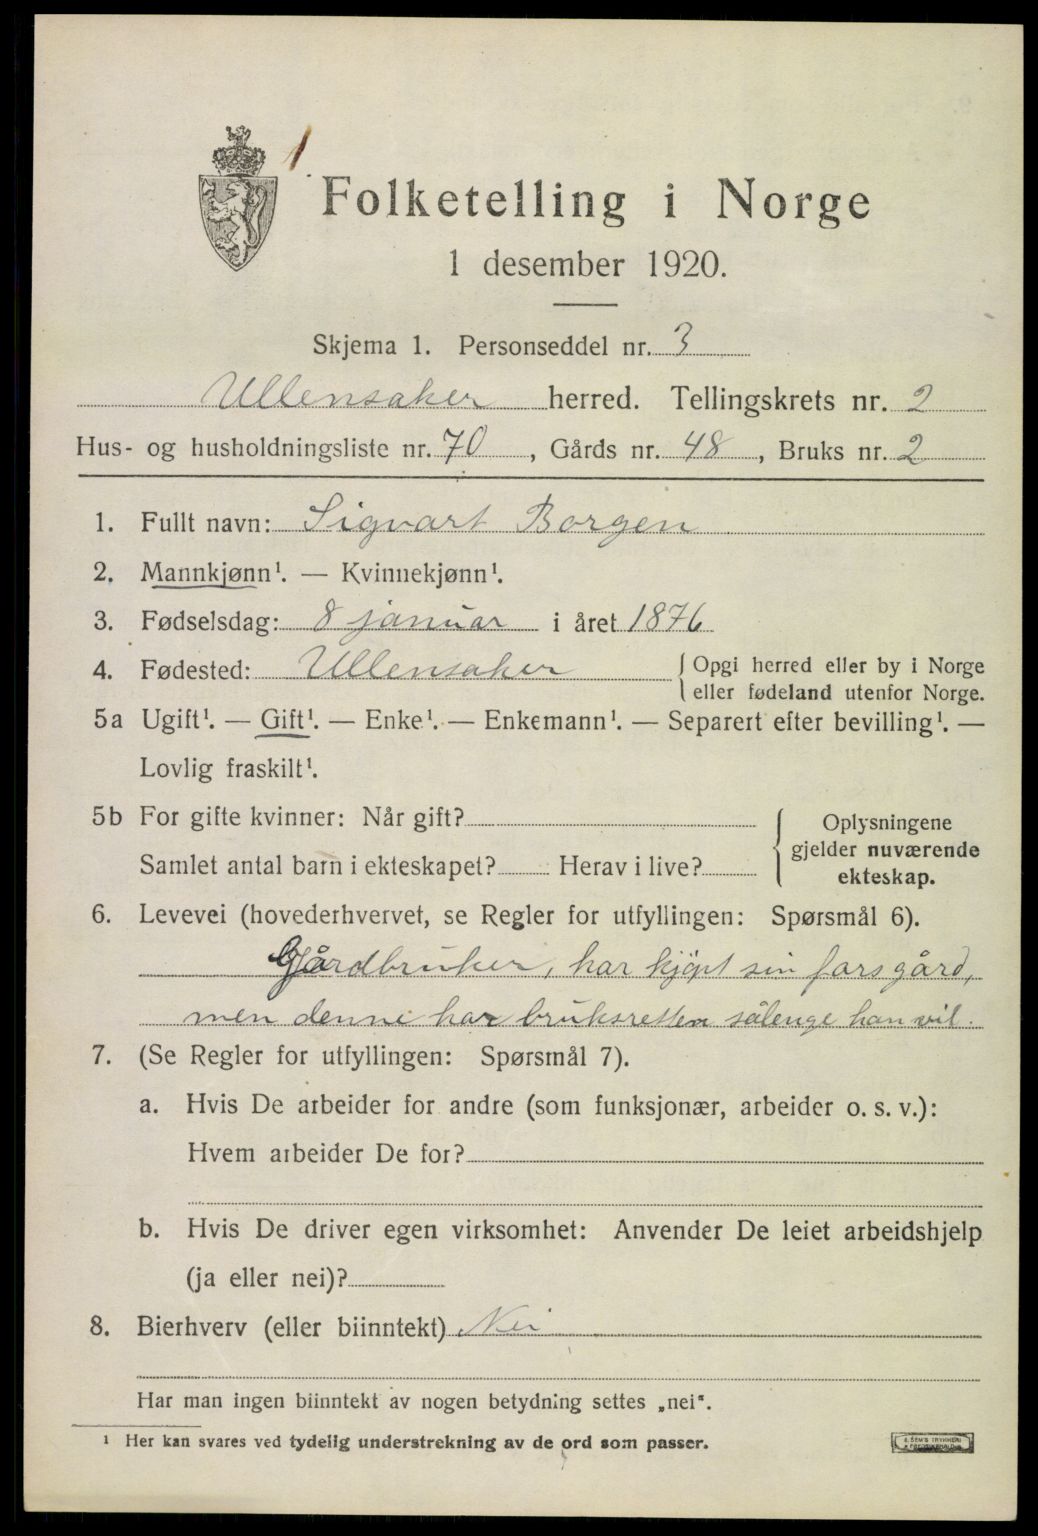 1
Folketelling i Norge
1 desember 1920.
Skjema 1. Personseddel nr. 3
Ullensaker herred. Tellingskrets nr. 2
Hus- og husholdningsliste nr. 70, Gårds nr. 48, Bruks nr. 2
1. Fullt navn: Sigvart Borgen
2. Mannkjønn¹. — Kvinnekjønn¹.
3. Fødselsdag: 8 januar i året 1876
4. Fødested: Ullensaker { Opgi herred eller by i Norge
eller fødeland utenfor Norge.
5a Ugift¹. — Gift¹. — Enke¹. — Enkemann¹. — Separert efter bevilling¹. —
Lovlig fraskilt¹.
5b For gifte kvinner: Når gift?
Samlet antal barn i ekteskapet? Herav i live?
Oplysningene
gjelder nuværende
ekteskap.
6. Levevei (hovederhvervet, se Regler for utfyllingen: Spørsmål 6).
Gårdbruker, har kjøpt sin fars gård,
men denne har bruksretten sålenge han vil.
7. (Se Regler for utfyllingen: Spørsmål 7).
a. Hvis De arbeider for andre (som funksjonær, arbeider o. s. v.):
Hvem arbeider De for?
b. Hvis De driver egen virksomhet: Anvender De leiet arbeidshjelp
(ja eller nei)?
8. Bierhverv (eller biinntekt) Nei
Har man ingen biinntekt av nogen betydning settes „nei".
¹ Her kan svares ved tydelig understrekning av de ord som passer.
E. SEM'S TRYKKERI
FREDRIKSHALD